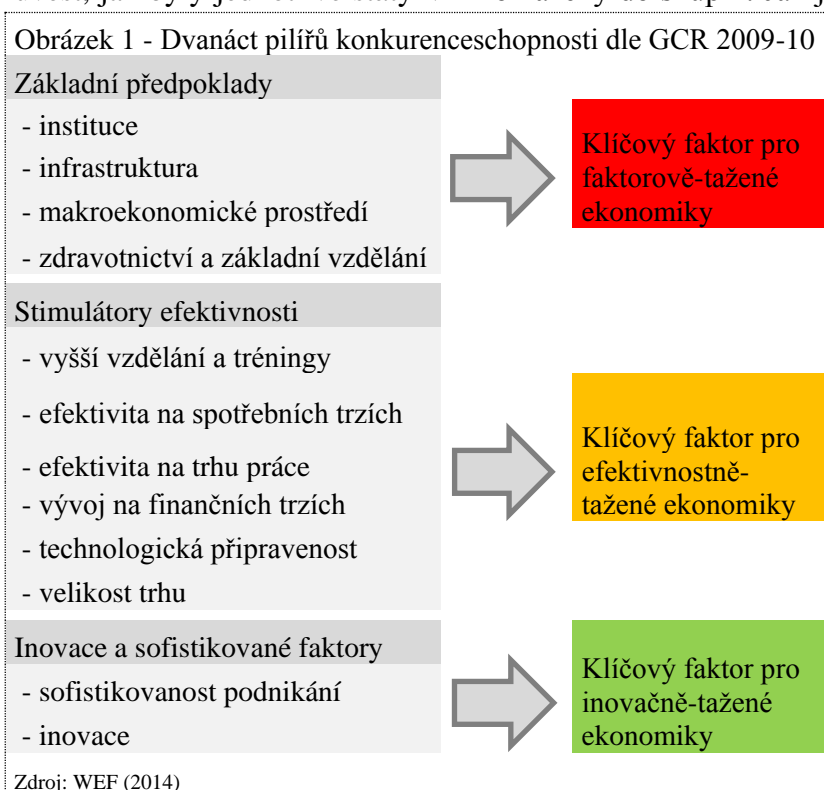 Obrázek 1 - Dvanáct pilířů konkurenceschopnosti dle GCR 2009-10
Základní předpoklady
- instituce
- infrastruktura
- makroekonomické prostředí
- zdravotnictví a základní vzdělání
Klíčový faktor pro
faktorově-tažené
ekonomiky
Stimulátory efektivnosti
- vyšší vzdělání a tréningy
- efektivita na spotřebních trzích
- efektivita na trhu práce
- vývoj na finančních trzích
- technologická připravenost
- velikost trhu
Klíčový faktor pro
efektivnostně-
tažené ekonomiky
Inovace a sofistikované faktory
- sofistikovanost podnikání
- inovace
Klíčový faktor pro
inovačně-tažené
ekonomiky
Zdroj: WEF (2014)